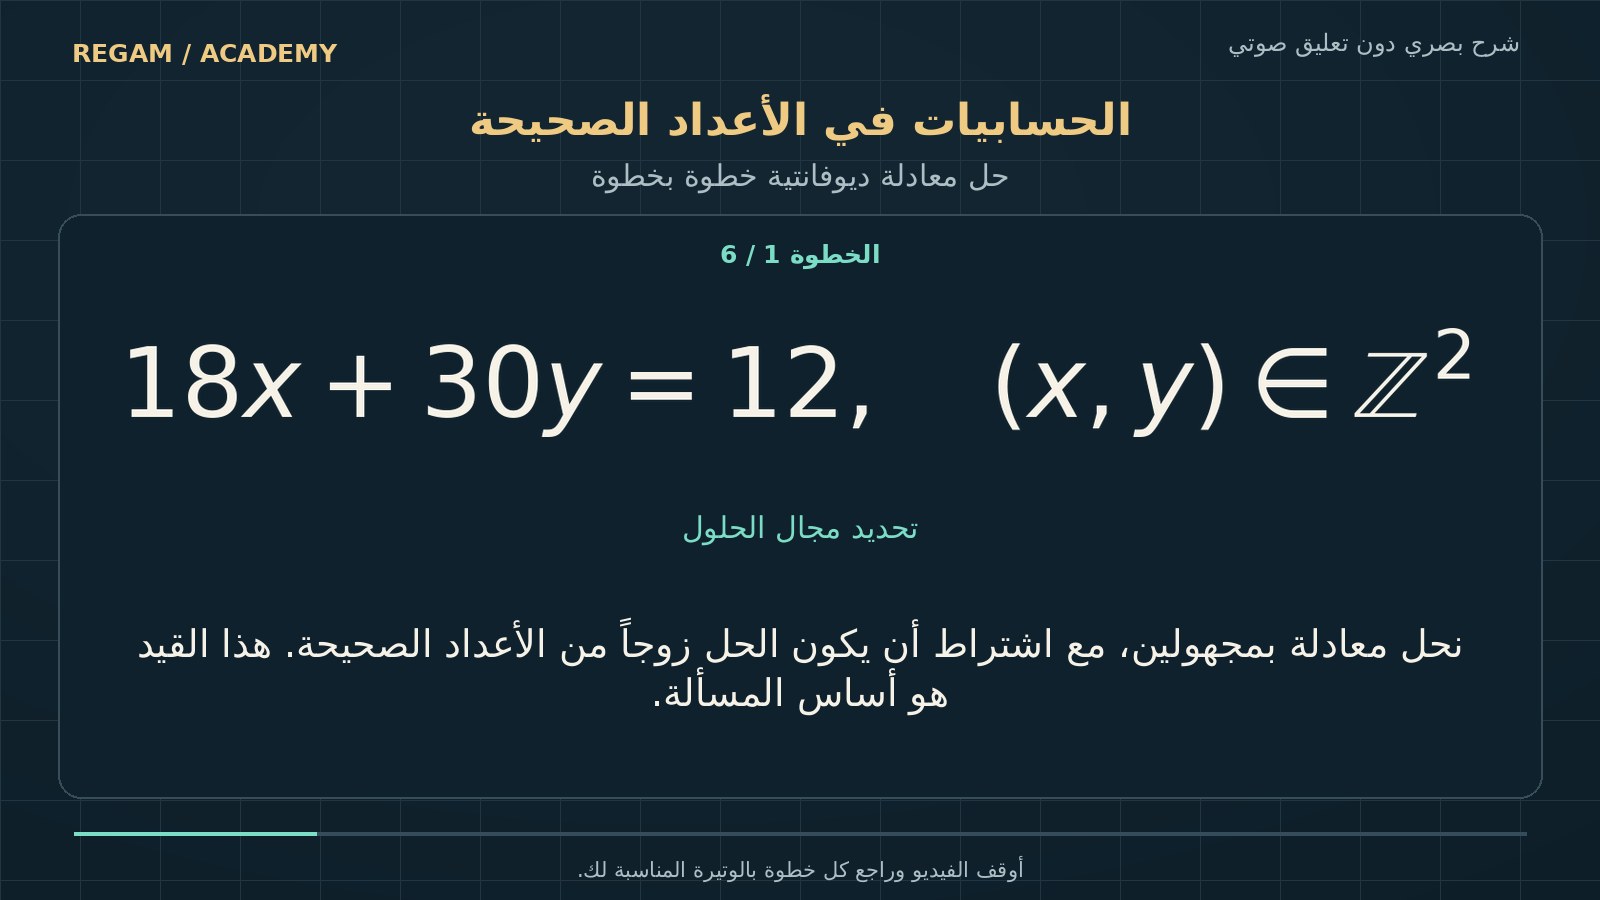 REGAM / ACADEMY
شرح بصري دون تعليق صوتي
الحسابيات في الأعداد الصحيحة
حل معادلة ديوفانتية خطوة بخطوة
الخطوة 1 / 6
18x + 30y = 12, (x, y) ∈ ℤ²
تحديد مجال الحلول
نحل معادلة بمجهولين، مع اشتراط أن يكون الحل زوجاً من الأعداد الصحيحة. هذا القيد
هو أساس المسألة.
أوقف الفيديو وراجع كل خطوة بالوتيرة المناسبة لك.